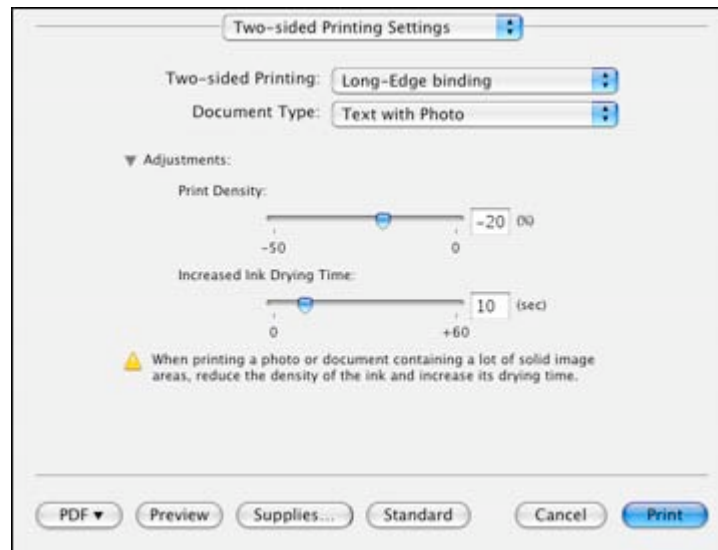 Two-sided Printing Settings
Two-sided Printing: Long-Edge binding
Document Type: Text with Photo
Adjustments:
Print Density:
-20 (%)
-50 0
Increased Ink Drying Time:
10 (sec)
0 +60
When printing a photo or document containing a lot of solid image
areas, reduce the density of the ink and increase its drying time.
PDF Preview Supplies... Standard Cancel Print